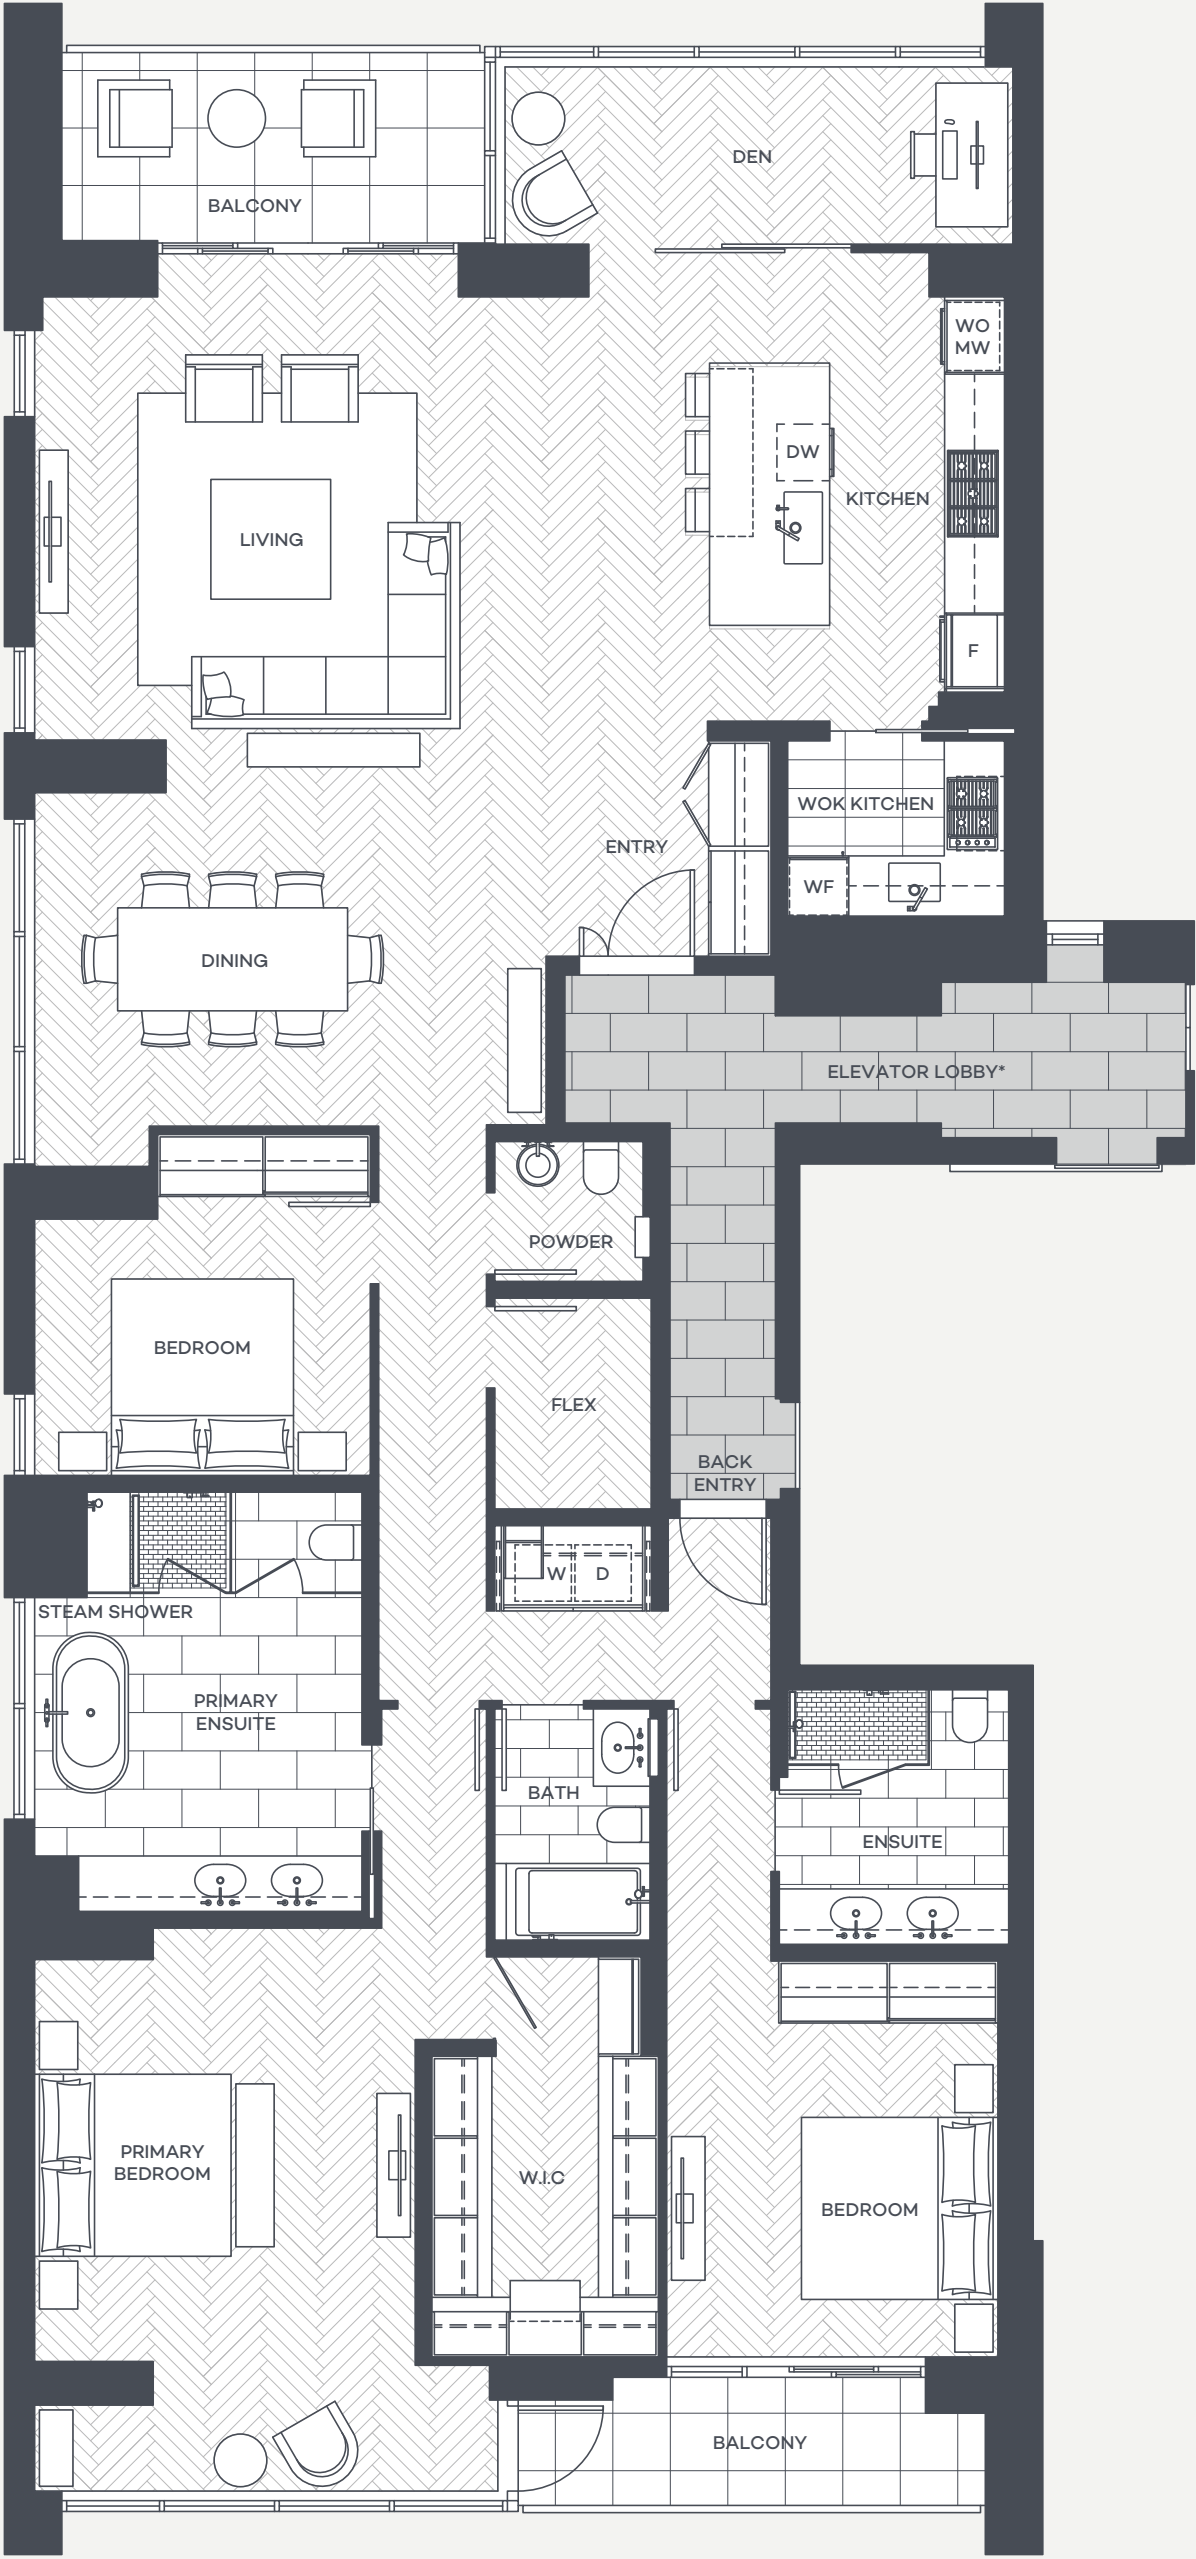 DEN
BALCONY
WO
MW
DW
KITCHEN
LIVING
F
WOK KITCHEN
ENTRY
WF
DINING
ELEVATOR LOBBY*
POWDER
BEDROOM
FLEX
BACK
ENTRY
W
D
STEAM SHOWER
PRIMARY
ENSUITE
BATH
ENSUITE
PRIMARY
BEDROOM
W.I.C
BEDROOM
BALCONY